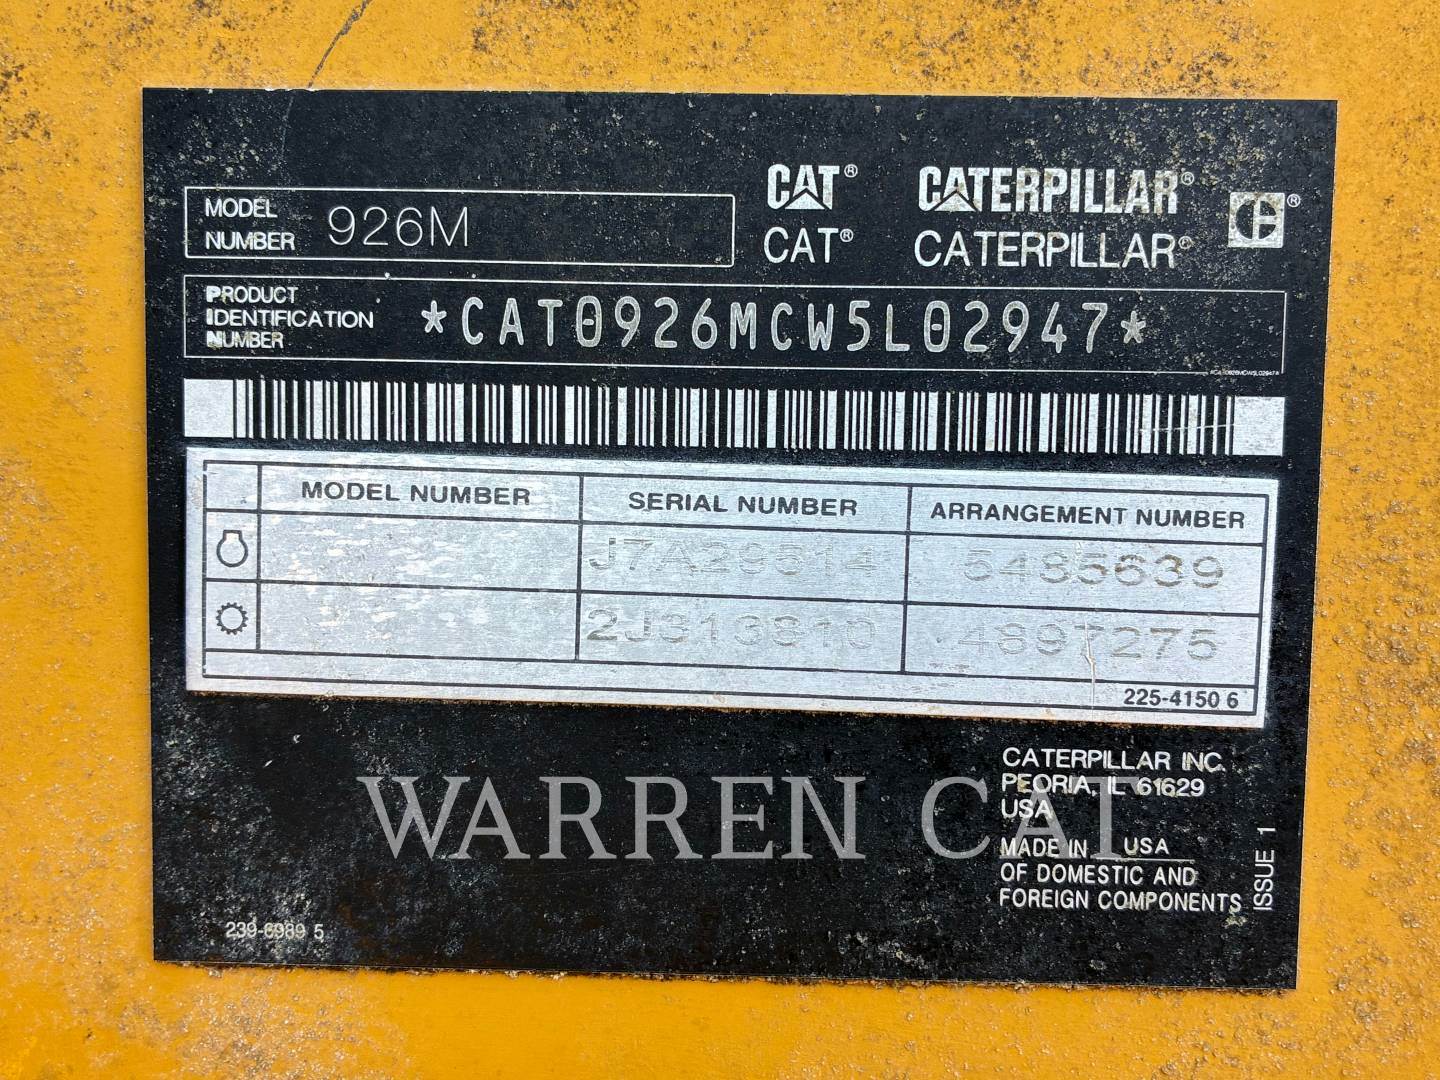 MODEL NUMBER 926M
CAT® CATERPILLAR® CE®
CAT® CATERPILLAR®
PRODUCT IDENTIFICATION NUMBER *CAT0926MCW5L02947*
*CAT0926MCW5L02947*
MODEL NUMBER SERIAL NUMBER ARRANGEMENT NUMBER
J7A29514 5485639
2J313810 4897275
225-4150 6
CATERPILLAR INC.
PEORIA, IL 61629
USA
MADE IN USA
OF DOMESTIC AND
FOREIGN COMPONENTS
ISSUE 1
239-6989 5
WARREN CAT